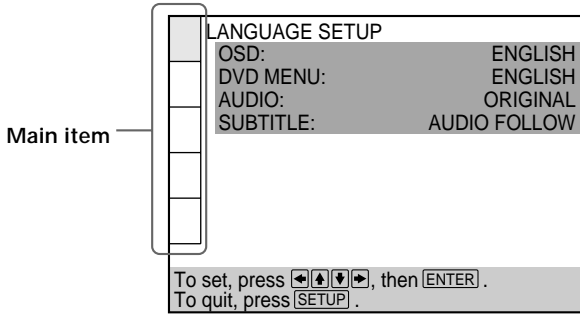 LANGUAGE SETUP
OSD: ENGLISH
DVD MENU: ENGLISH
AUDIO: ORIGINAL
SUBTITLE: AUDIO FOLLOW
Main item
To set, press ←↑↓→, then ENTER .
To quit, press SETUP .